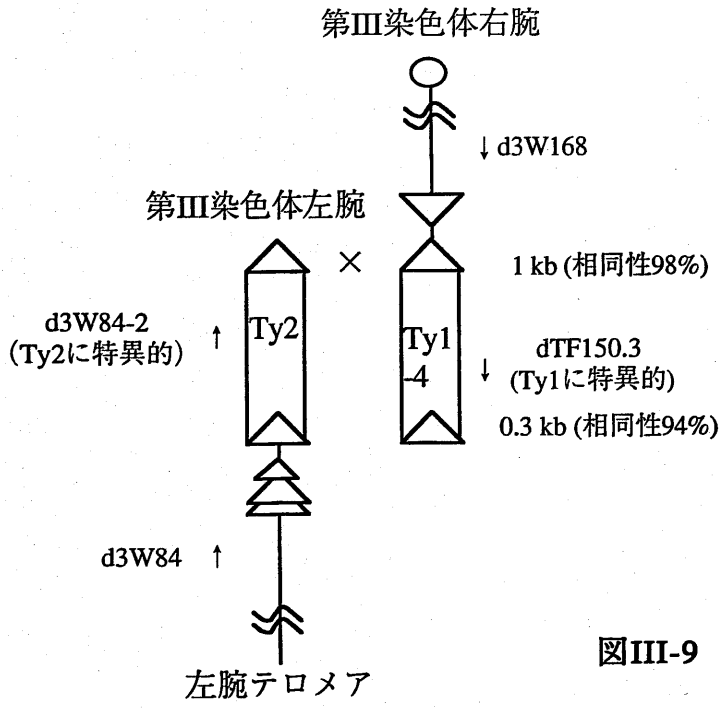 第III染色体右腕
↓ d3W168
第III染色体左腕
×
1 kb (相同性98%)
d3W84-2
(Ty2に特異的)
↑
Ty2
Ty1
-4
↓
dTF150.3
(Ty1に特異的)
0.3 kb (相同性94%)
d3W84 ↑
図III-9
左腕テロメア